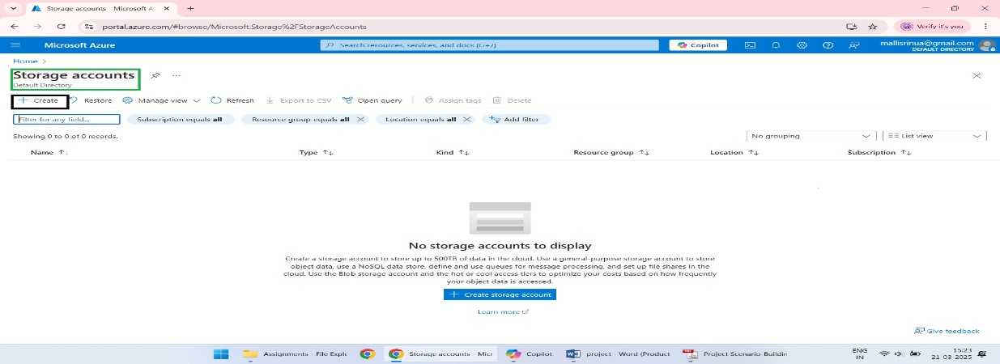 Storage accounts - Microsoft A
portal.azure.com/#browse/Microsoft.Storage%2FStorageAccounts
Verify it's you
Microsoft Azure
Search resources, services, and docs (G+/)
Copilot
mallisrinua@gmail.com
DEFAULT DIRECTORY
Home >
Storage accounts
...
Default Directory
+ Create Restore Manage view Refresh Export to CSV Open query Assign tags Delete
Filter for any field... Subscription equals all Resource group equals all Location equals all Add filter
Showing 0 to 0 of 0 records.
No grouping List view
Name Type Kind Resource group Location Subscription
No storage accounts to display
Create a storage account to store up to 500TB of data in the cloud. Use a general-purpose storage account to store
object data, use a NoSQL data store, define and use queues for message processing, and set up file shares in the
cloud. Use the Blob storage account and the hot or cool access tiers to optimize your costs based on how frequently
your object data is accessed.
+ Create storage account
Learn more
Give feedback
Assignments - File Explc Storage accounts - Micr Copilot project - Word (Product Project Scenario-Buildin
ENG
IN
15:23
21-03-2025